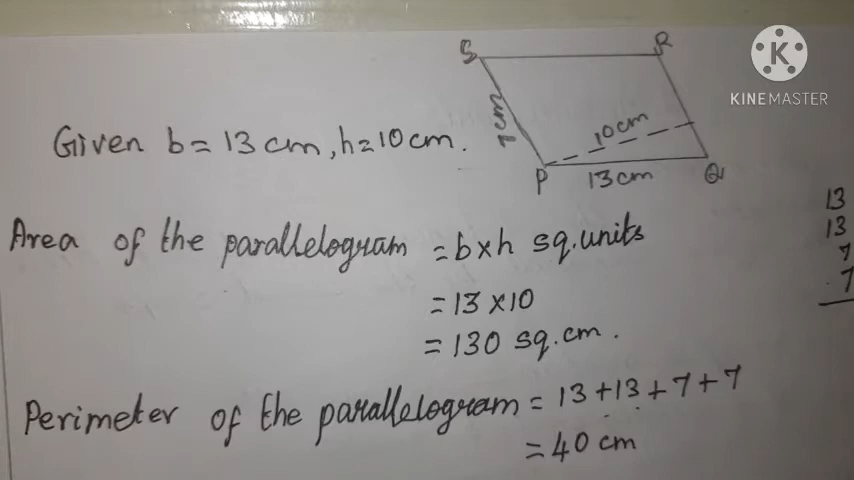 S R
K
KINEMASTER
7cm
10cm
Given b = 13 cm, h = 10 cm.
P 13cm Q
13
Area of the parallelogram = b x h sq. units
13
7
7
= 13 x 10
= 130 sq.cm.
Perimeter of the parallelogram = 13 + 13 + 7 + 7
= 40 cm